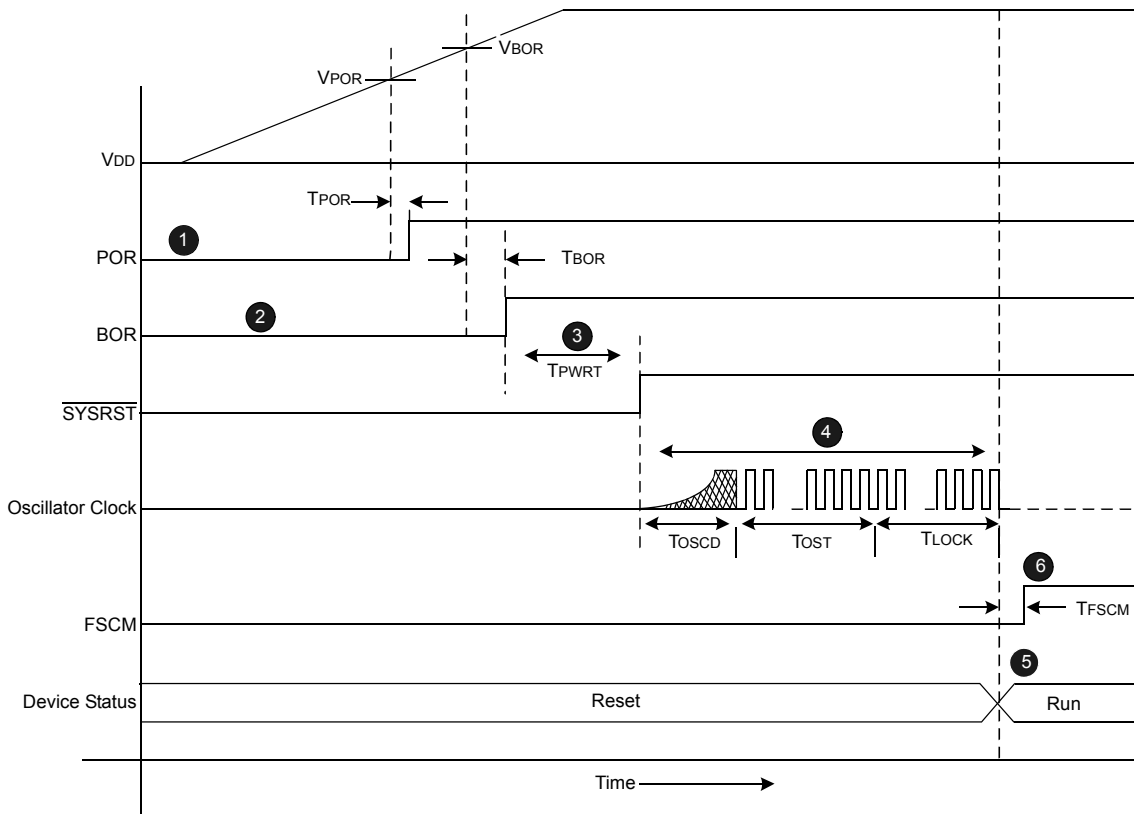 VBOR
VPOR
VDD
TPOR
1
POR
TBOR
2
BOR
3
TPWRT
SYSRST
4
Oscillator Clock
TOSCD
TOST
TLOCK
6
TFSCM
FSCM
5
Device Status
Reset
Run
Time